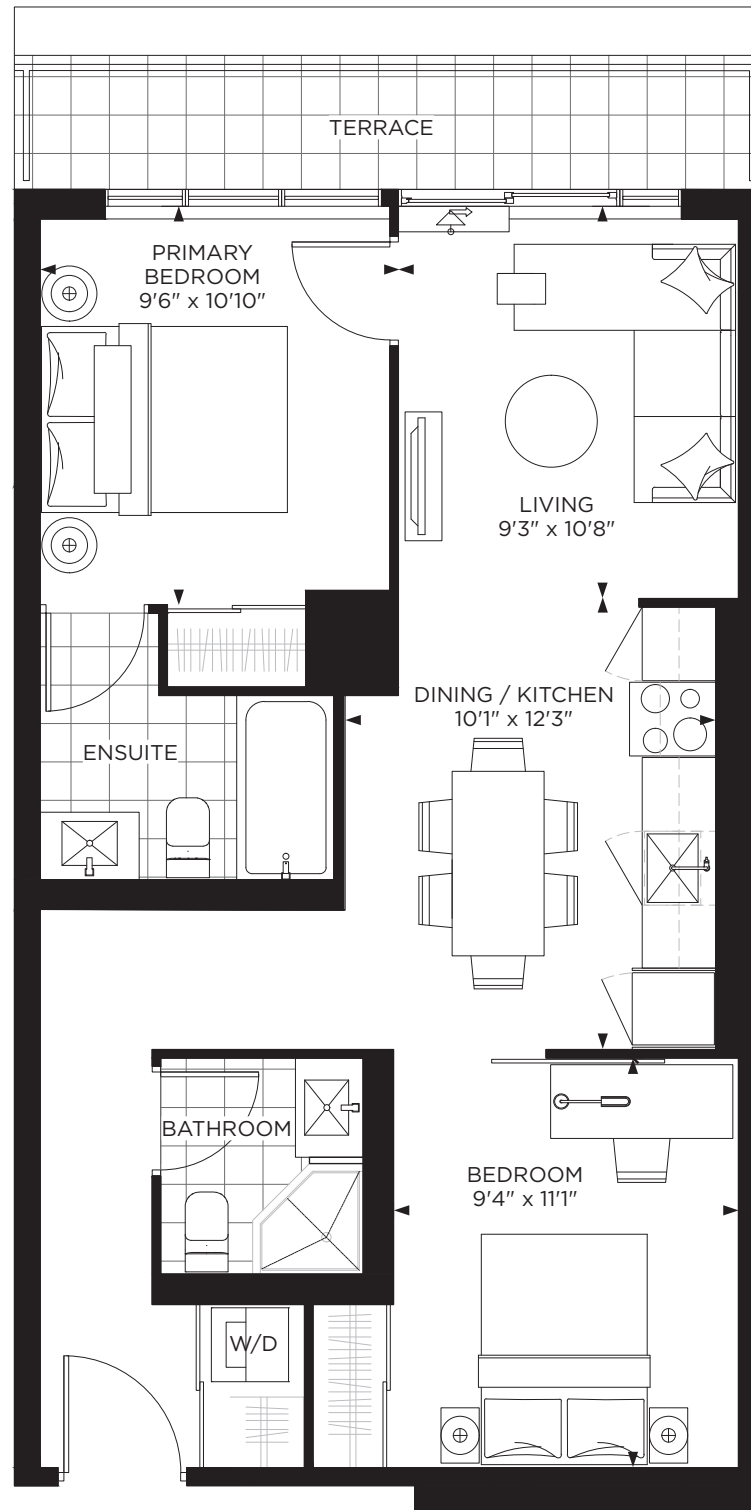 TERRACE
PRIMARY
BEDROOM
9'6" x 10'10"
LIVING
9'3" x 10'8"
DINING / KITCHEN
10'1" x 12'3"
ENSUITE
BATHROOM
BEDROOM
9'4" x 11'1"
W/D